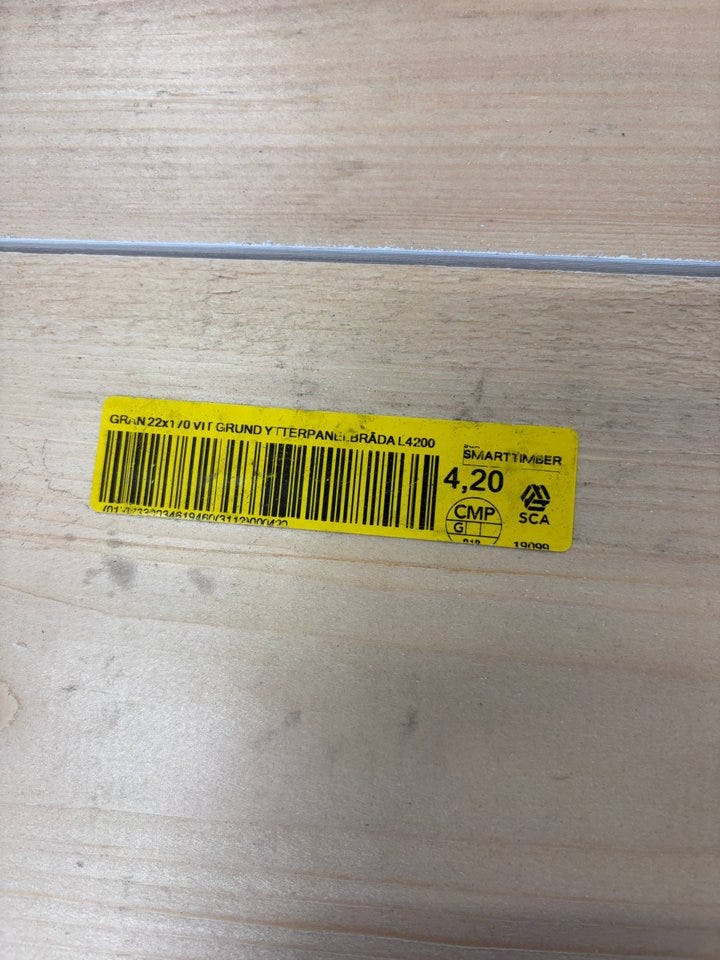 GRAN 22x170 VIT GRUND YTTERPANELBRÄDA L4200
SMARTTIMBER
4,20
CMP
G
SCA
19099